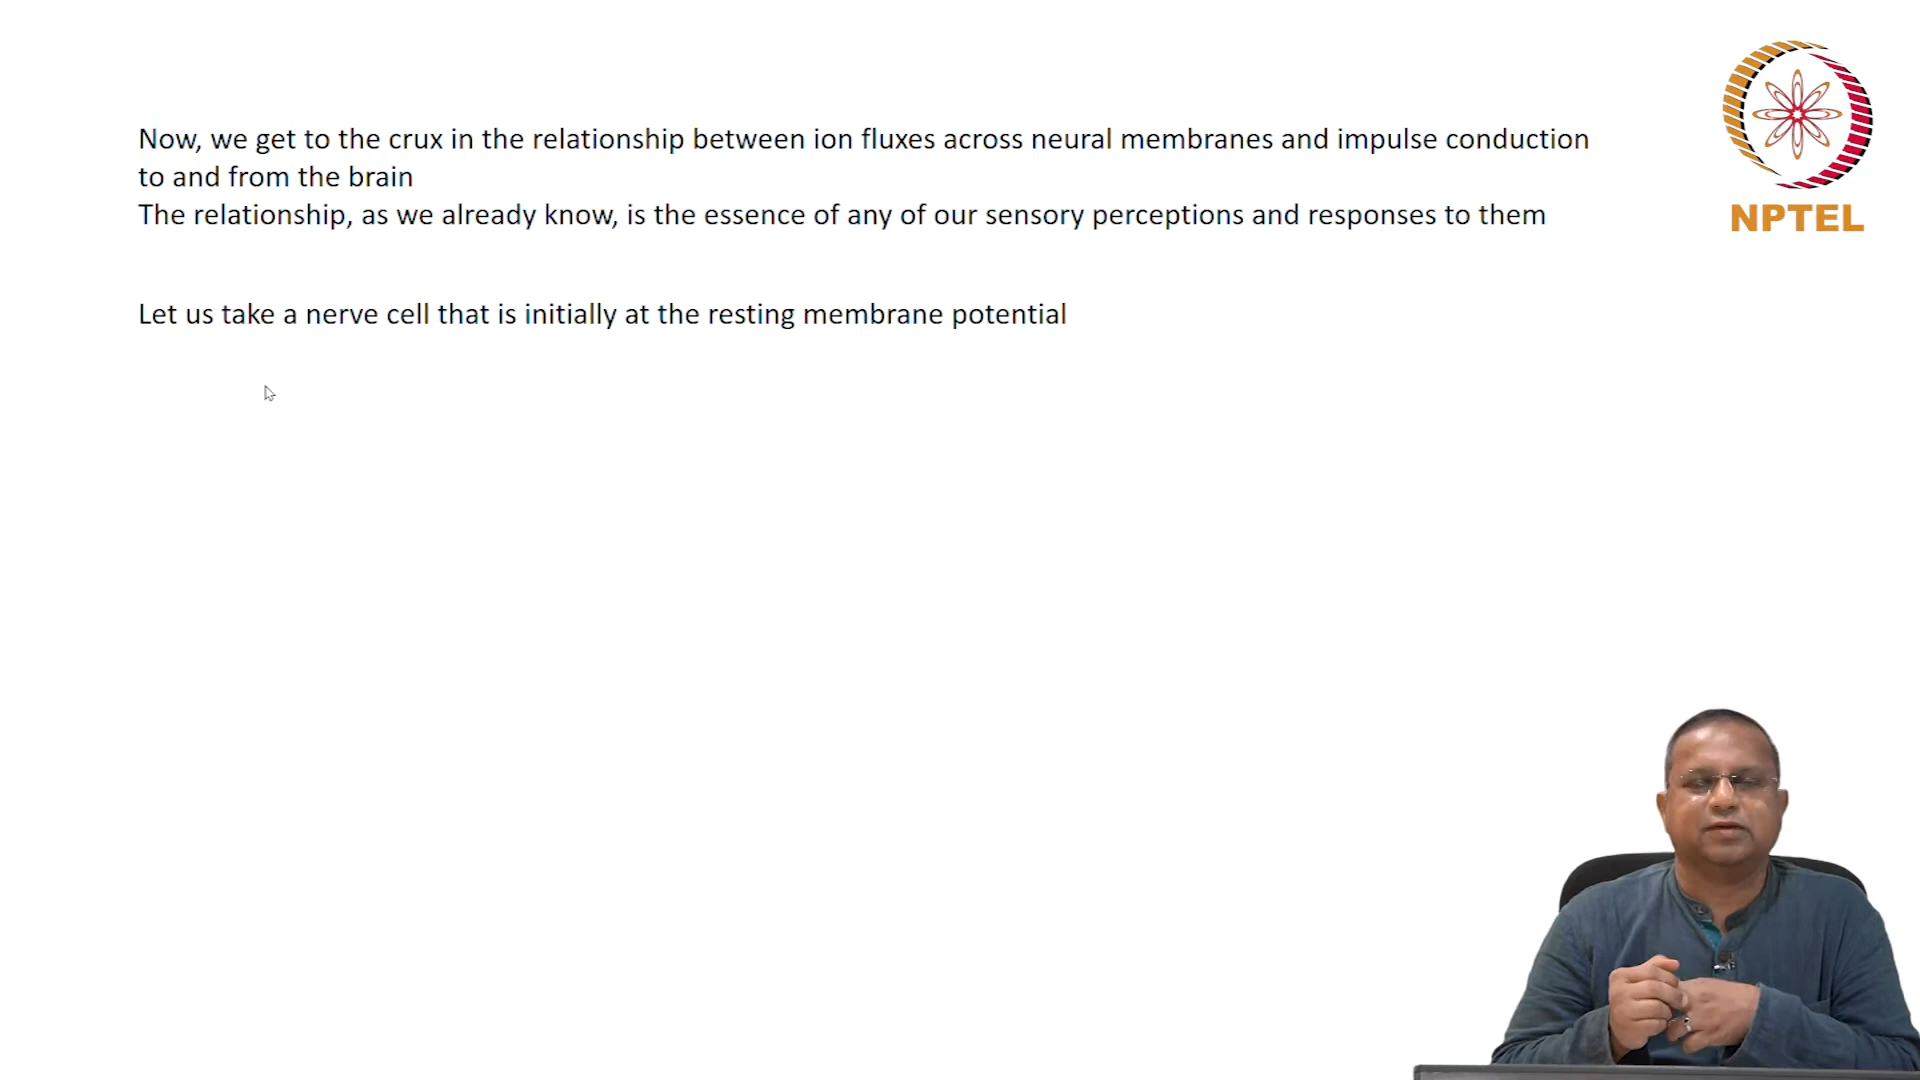 Now, we get to the crux in the relationship between ion fluxes across neural membranes and impulse conduction
to and from the brain
The relationship, as we already know, is the essence of any of our sensory perceptions and responses to them
Let us take a nerve cell that is initially at the resting membrane potential
NPTEL